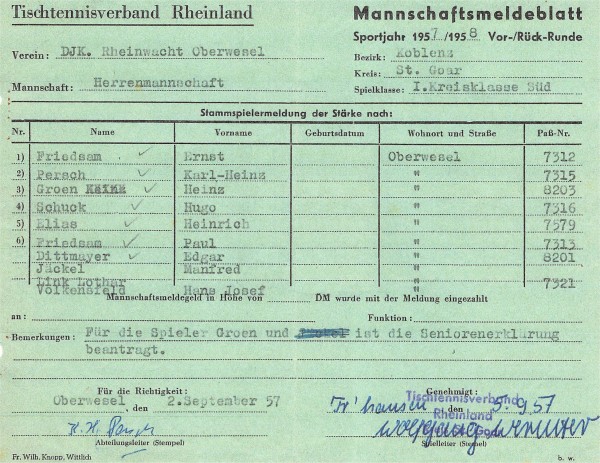 Tischtennisverband Rheinland
Mannschaftsmeldeblatt
Sportjahr 1957/1958 Vor-/Rück-Runde
Verein: DJK. Rheinwacht Oberwesel
Bezirk: Koblenz
Kreis: St. Goar
Mannschaft: Herrenmannschaft
Spielklasse: I.Kreisklasse Süd
Stammspielermeldung der Stärke nach:
Nr. Name Vorname Geburtsdatum Wohnort und Straße Paß-Nr.
1) Friedsam Ernst Oberwesel 7312
2) Persch Karl-Heinz " 7315
3) Groen Heinz " 8203
4) Schuck Hugo " 7316
5) Elias Heinrich " 7579
6) Friedsam Paul " 7313
Dittmayer Edgar " 8201
Jäckel Manfred "
Link Lothar " 7321
Volkensfeld Hans Josef
Mannschaftsmeldegeld in Höhe von DM wurde mit der Meldung eingezahlt
an: Funktion:
Bemerkungen: Für die Spieler Groen und ist die Seniorenerklärung
beantragt.
Für die Richtigkeit:
Genehmigt:
Oberwesel, den 2.September 57
den 5.9.57
Tischtennisverband
Rheinland
Abteilungsleiter (Stempel)
Spielleiter (Stempel)
Fr. Wilh. Knopp, Wittlich
b. w.